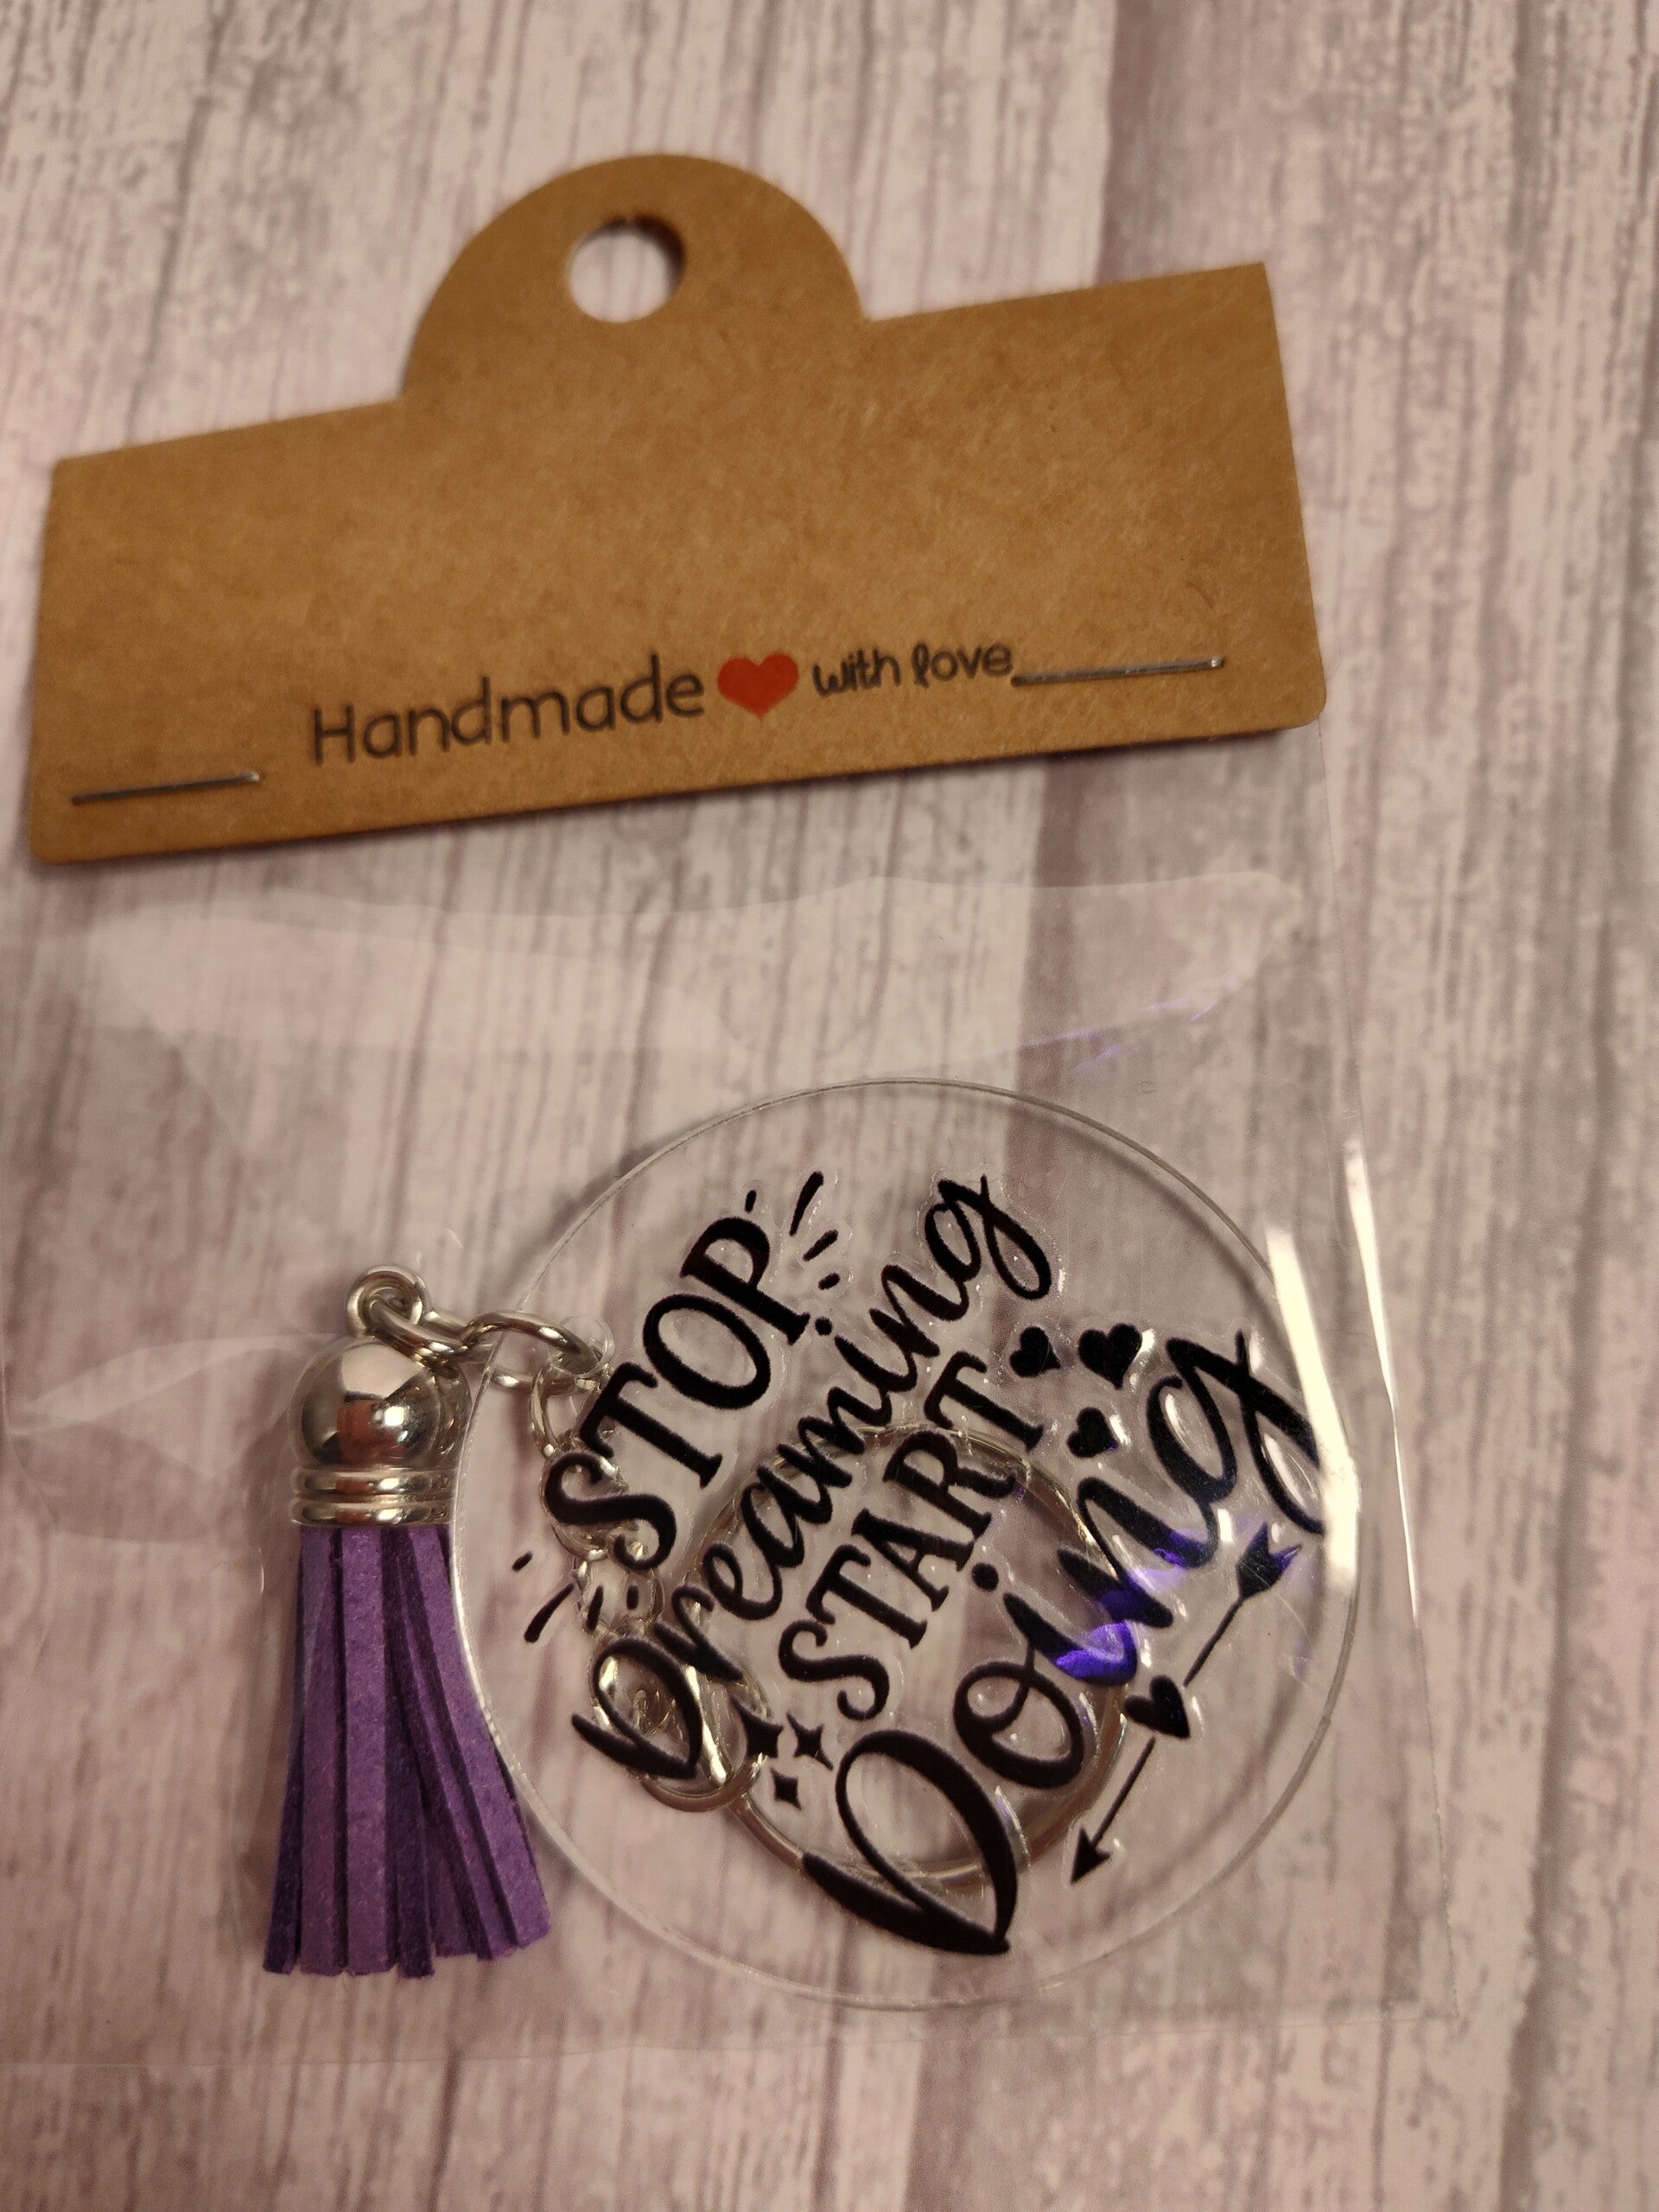 Handmade with love
STOP
Dreaming
START
Doing